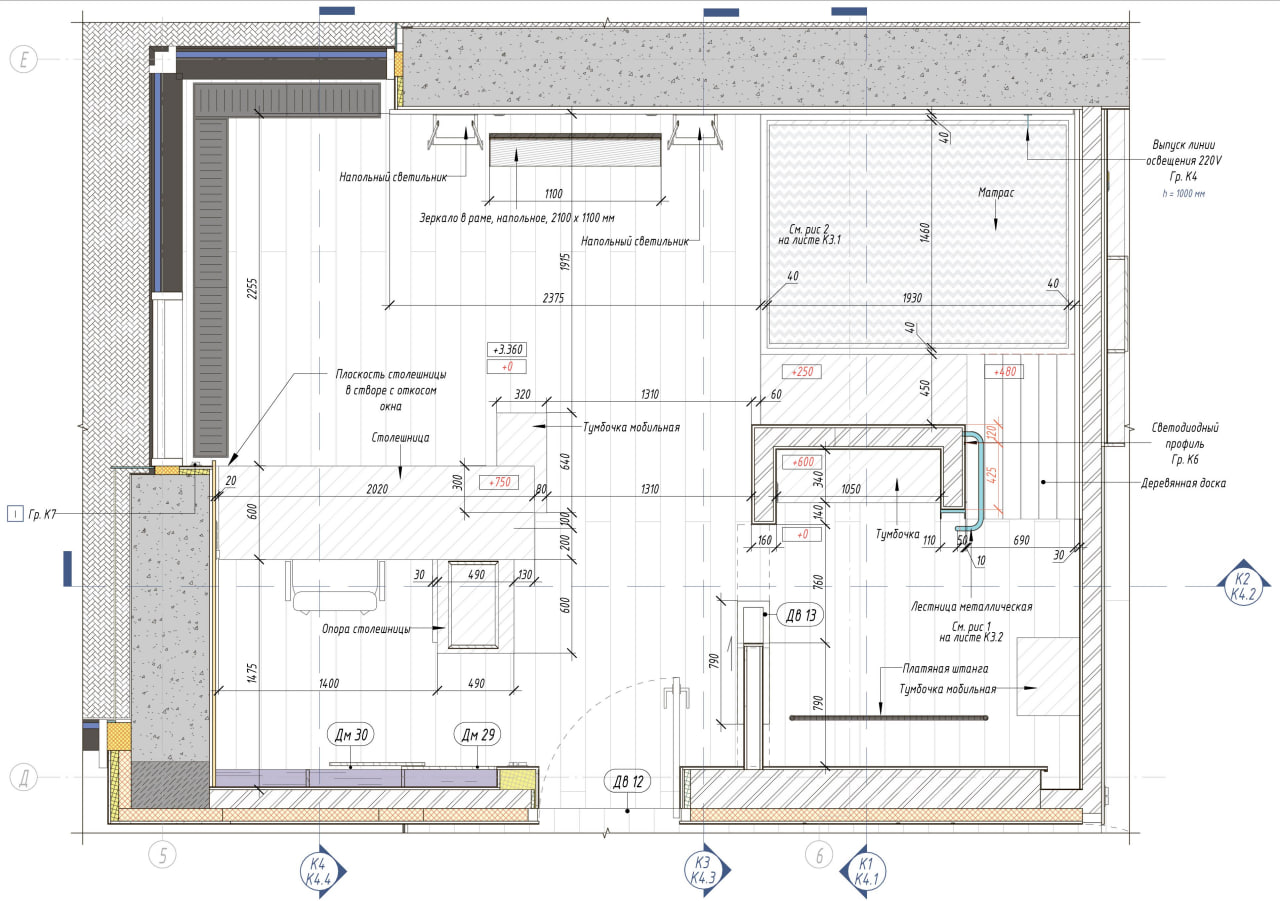 Е
40
Выпуск линии
освещения 220V
Гр. К4
h = 1000 мм
Напольный светильник
1100
Матрас
Зеркало в раме, напольное, 2100 x 1100 мм
См. рис 2
на листе К3.1
1460
Напольный светильник
1915
2255
40
40
2375
1930
40
+3.360
+0
Плоскость столешницы
в створе с откосом
окна
+250
+480
450
320
1310
60
Тумбочка мобильная
Столешница
120
Светодиодный
профиль
Гр. К6
640
+600
340
425
20
2020
300
+750
80
1310
1050
Деревянная доска
1
Гр. К7
600
100
140
200
+0
Тумбочка
160
110
50
690
10
30
30
490
130
760
К2
К4.2
600
Лестница металлическая
См. рис 1
на листе К3.2
Дв 13
Опора столешницы
790
1475
Платяная штанга
Тумбочка мобильная
1400
490
790
Дм 30
Дм 29
Д
Дв 12
5
6
К4
К4.4
К3
К4.3
К1
К4.1